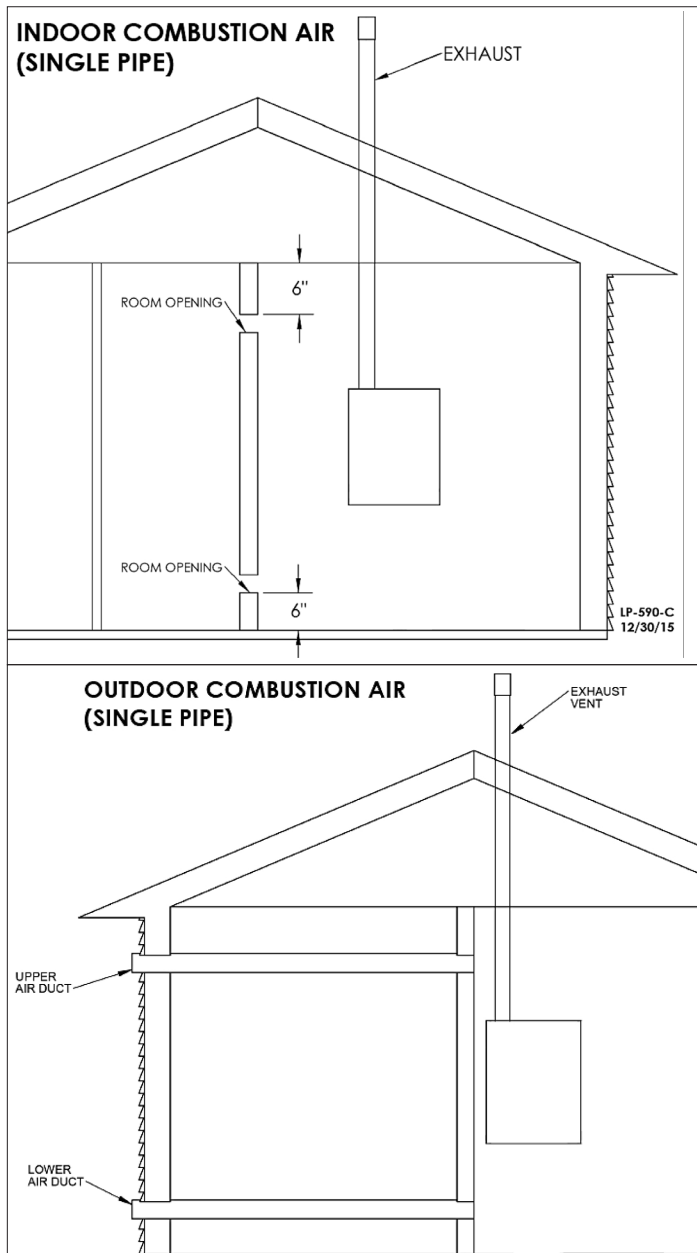 INDOOR COMBUSTION AIR
(SINGLE PIPE)
EXHAUST
6"
ROOM OPENING
ROOM OPENING
6"
LP-590-C
12/30/15
OUTDOOR COMBUSTION AIR
(SINGLE PIPE)
EXHAUST
VENT
UPPER
AIR DUCT
LOWER
AIR DUCT